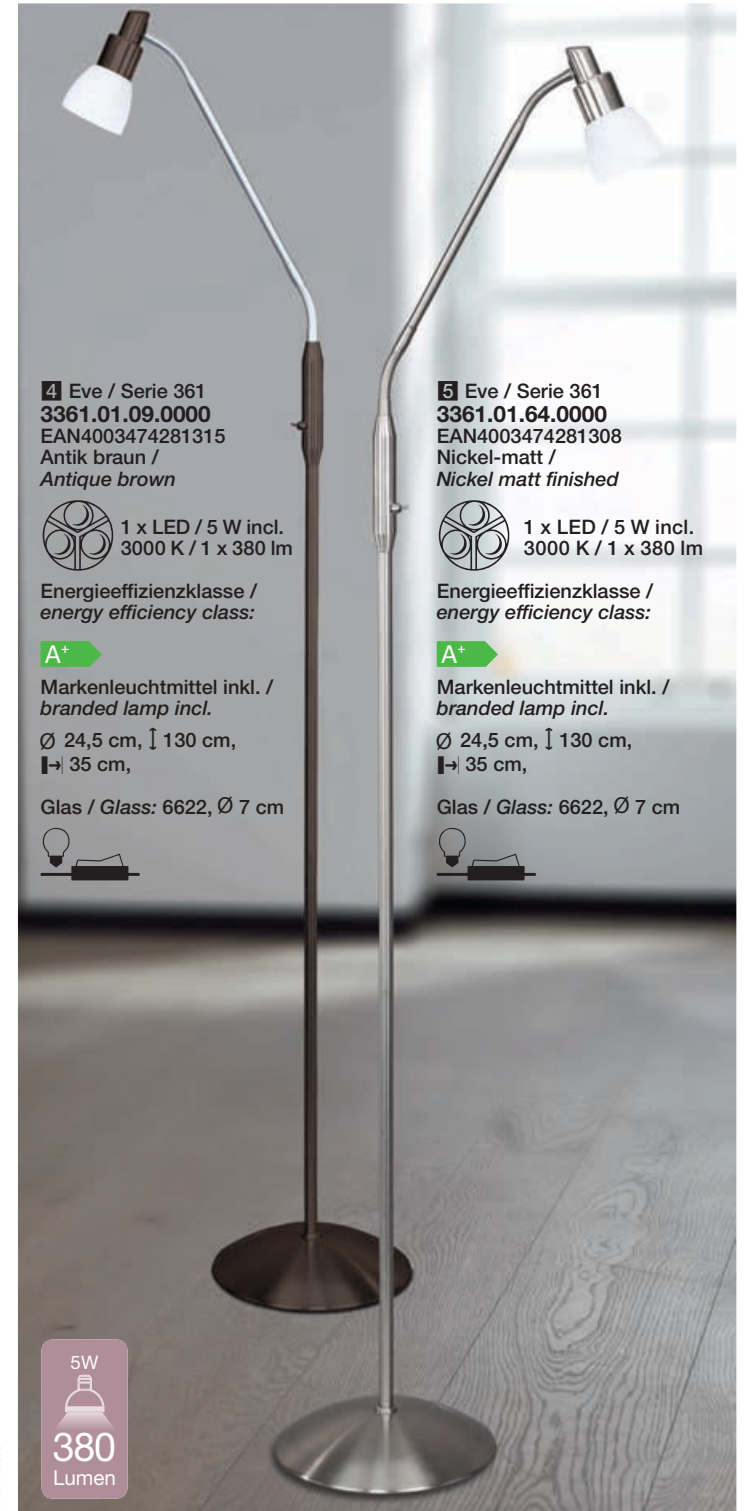 4 Eve / Serie 361
3361.01.09.0000
EAN4003474281315
Antik braun /
Antique brown
1 x LED / 5 W incl.
3000 K / 1 x 380 lm
Energieeffizienzklasse /
energy efficiency class:
A+
Markenleuchtmittel inkl. /
branded lamp incl.
Ø 24,5 cm, ↕ 130 cm,
35 cm,
Glas / Glass: 6622, Ø 7 cm
5 Eve / Serie 361
3361.01.64.0000
EAN4003474281308
Nickel-matt /
Nickel matt finished
1 x LED / 5 W incl.
3000 K / 1 x 380 lm
Energieeffizienzklasse /
energy efficiency class:
A+
Markenleuchtmittel inkl. /
branded lamp incl.
Ø 24,5 cm, ↕ 130 cm,
35 cm,
Glas / Glass: 6622, Ø 7 cm
5W
380
Lumen